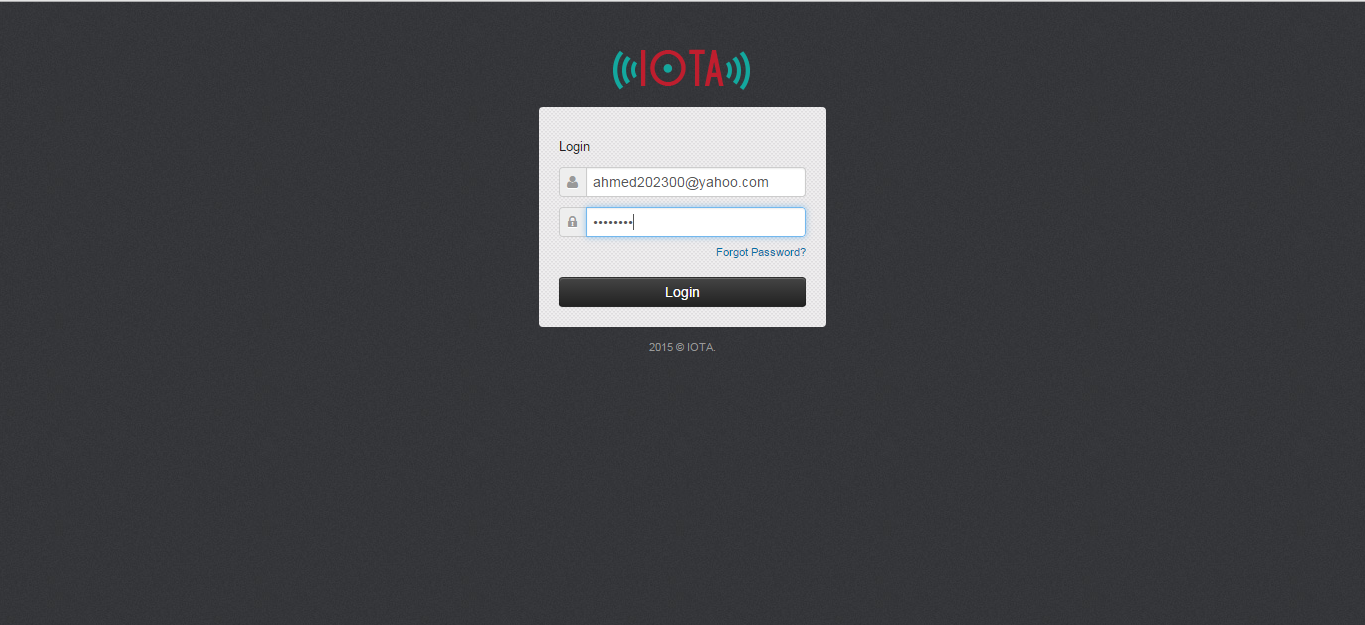 IOTA
Login
ahmed202300@yahoo.com
••••••••
Forgot Password?
Login
2015 © IOTA.